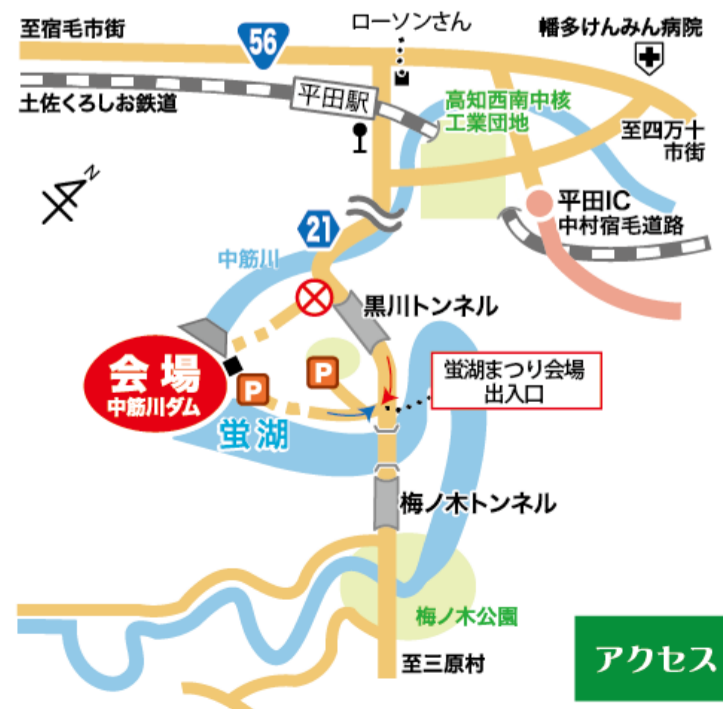 至宿毛市街
56
ローソンさん
幡多けんみん病院
土佐くろしお鉄道
平田駅
高知西南中核
工業団地
至四万十
市街
N
平田IC
中村宿毛道路
21
中筋川
黒川トンネル
会場
中筋川ダム
P
P
蛍湖まつり会場
出入口
蛍湖
梅ノ木トンネル
梅ノ木公園
至三原村
アクセス